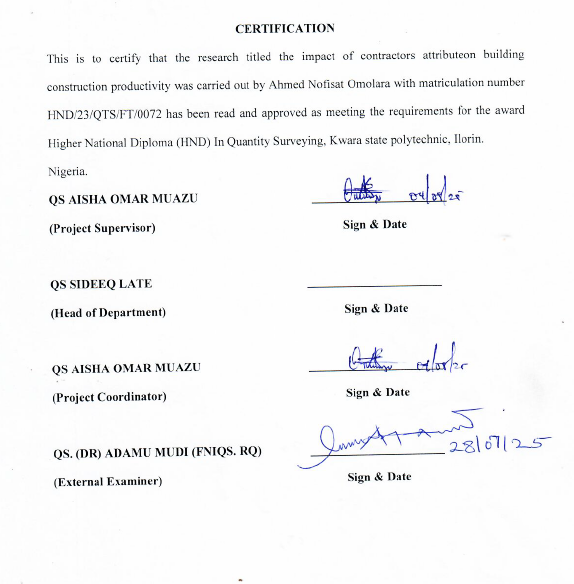 CERTIFICATION
This is to certify that the research titled the impact of contractors attributeon building
construction productivity was carried out by Ahmed Nofisat Omolara with matriculation number
HND/23/QTS/FT/0072 has been read and approved as meeting the requirements for the award
Higher National Diploma (HND) In Quantity Surveying, Kwara state polytechnic, Ilorin.
Nigeria.
QS AISHA OMAR MUAZU
04/08/25
(Project Supervisor)
Sign & Date
QS SIDEEQ LATE
(Head of Department)
Sign & Date
QS AISHA OMAR MUAZU
(Project Coordinator)
Sign & Date
QS. (DR) ADAMU MUDI (FNIQS. RQ)
28/07/25
(External Examiner)
Sign & Date